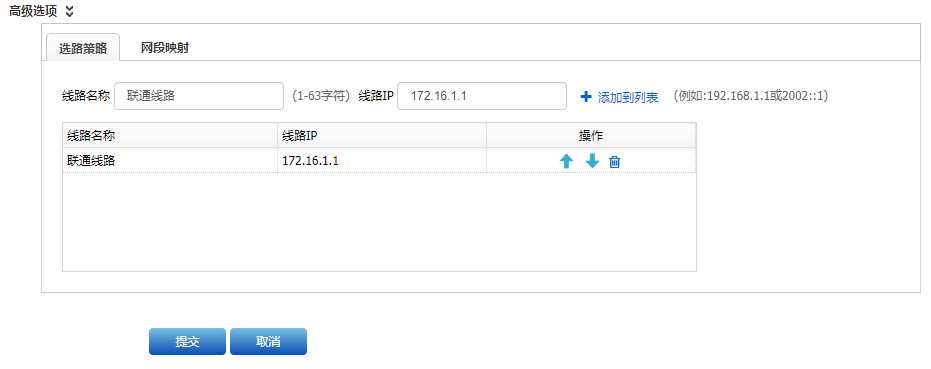 高级选项
选路策略 网段映射
线路名称 联通线路 (1-63字符) 线路IP 172.16.1.1 添加到列表 (例如:192.168.1.1或2002::1)
线路名称 线路IP 操作
联通线路 172.16.1.1
提交 取消